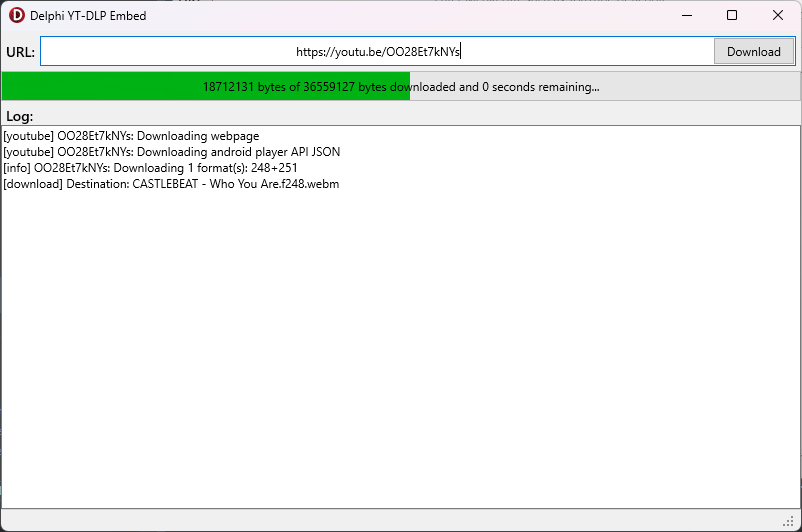 Delphi YT-DLP Embed
URL: https://youtu.be/OO28Et7kNYs Download
18712131 bytes of 36559127 bytes downloaded and 0 seconds remaining...
Log:
[youtube] OO28Et7kNYs: Downloading webpage
[youtube] OO28Et7kNYs: Downloading android player API JSON
[info] OO28Et7kNYs: Downloading 1 format(s): 248+251
[download] Destination: CASTLEBEAT - Who You Are.f248.webm